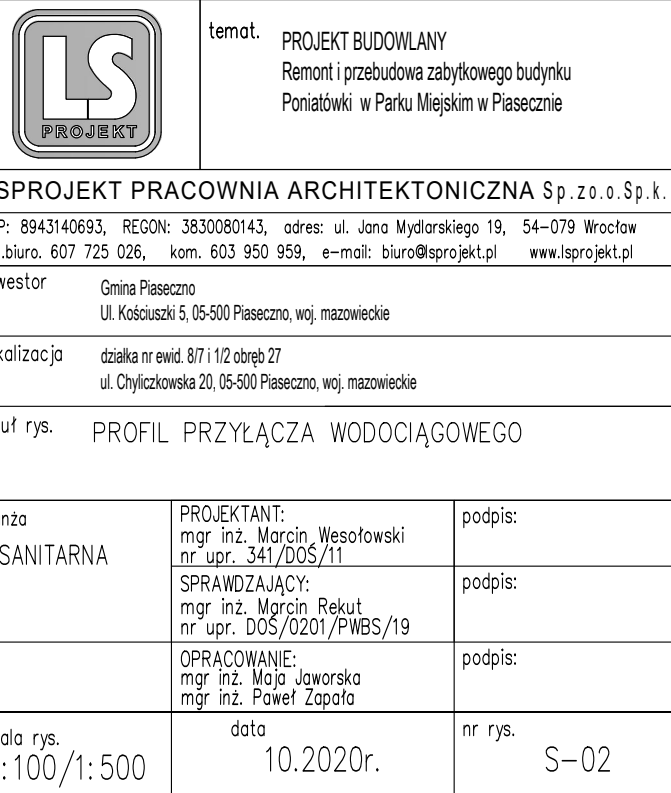 LS
PROJEKT
temat.
PROJEKT BUDOWLANY
Remont i przebudowa zabytkowego budynku
Poniatówki w Parku Miejskim w Piasecznie
SPROJEKT PRACOWNIA ARCHITEKTONICZNA Sp.zo.o.Sp.k.
P: 8943140693, REGON: 3830080143, adres: ul. Jana Mydlarskiego 19, 54-079 Wrocław
.biuro. 607 725 026, kom. 603 950 959, e-mail: biuro@lsprojekt.pl www.lsprojekt.pl
westor
Gmina Piaseczno
Ul. Kościuszki 5, 05-500 Piaseczno, woj. mazowieckie
kalizacja
działka nr ewid. 8/7 i 1/2 obręb 27
ul. Chyliczkowska 20, 05-500 Piaseczno, woj. mazowieckie
uł rys.
PROFIL PRZYŁĄCZA WODOCIĄGOWEGO
nża
SANITARNA
PROJEKTANT:
mgr inż. Marcin Wesołowski
nr upr. 341/DOŚ/11
podpis:
SPRAWDZAJĄCY:
mgr inż. Marcin Rekut
nr upr. DOŚ/0201/PWBS/19
podpis:
OPRACOWANIE:
mgr inż. Maja Jaworska
mgr inż. Paweł Zapała
podpis:
ala rys.
:100/1:500
data
10.2020r.
nr rys.
S-02